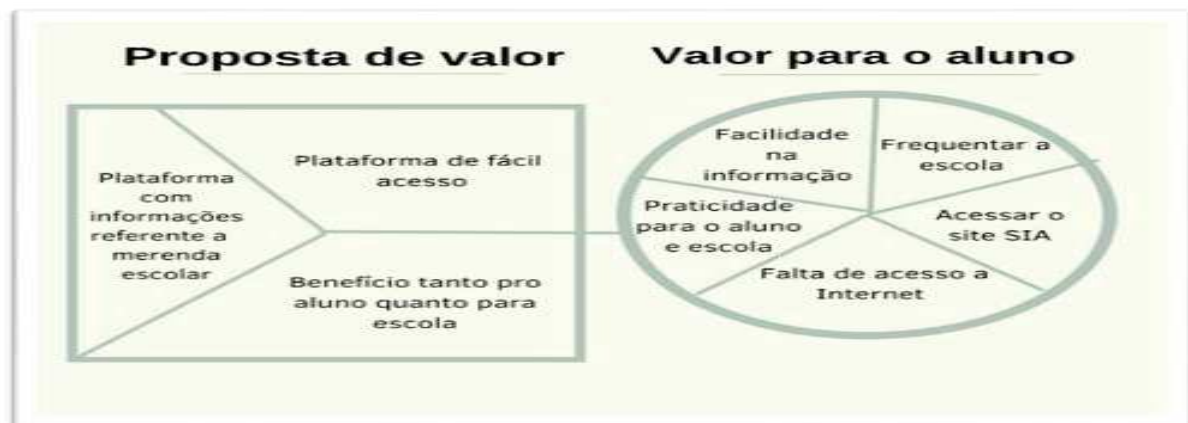 Proposta de valor
Valor para o aluno
Plataforma
com
informações
referente a
merenda
escolar
Plataforma de fácil
acesso
Benefício tanto pro
aluno quanto para
escola
Facilidade
na
informação
Frequentar a
escola
Praticidade
para o aluno
e escola
Acessar o
site SIA
Falta de acesso a
Internet